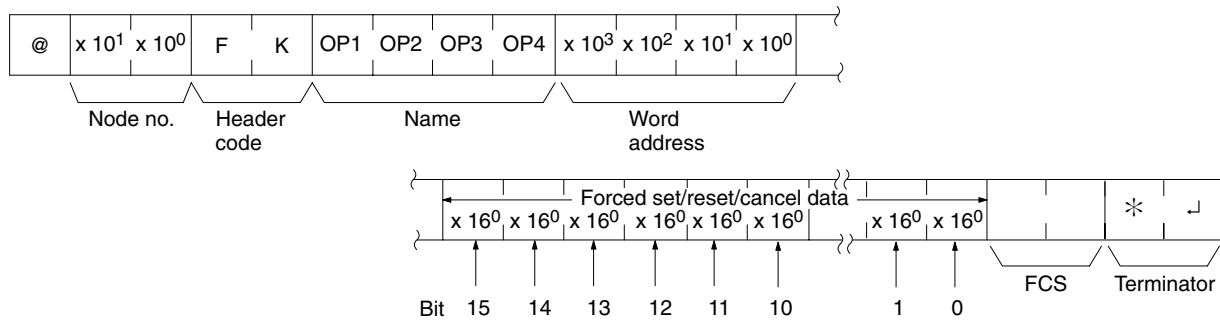 @ x 10¹ x 10⁰ F K OP1 OP2 OP3 OP4 x 10³ x 10² x 10¹ x 10⁰
Node no. Header code Name Word address
Forced set/reset/cancel data
x 16⁰ x 16⁰ x 16⁰ x 16⁰ x 16⁰ x 16⁰ x 16⁰ x 16⁰ * ↵
FCS Terminator
Bit 15 14 13 12 11 10 1 0